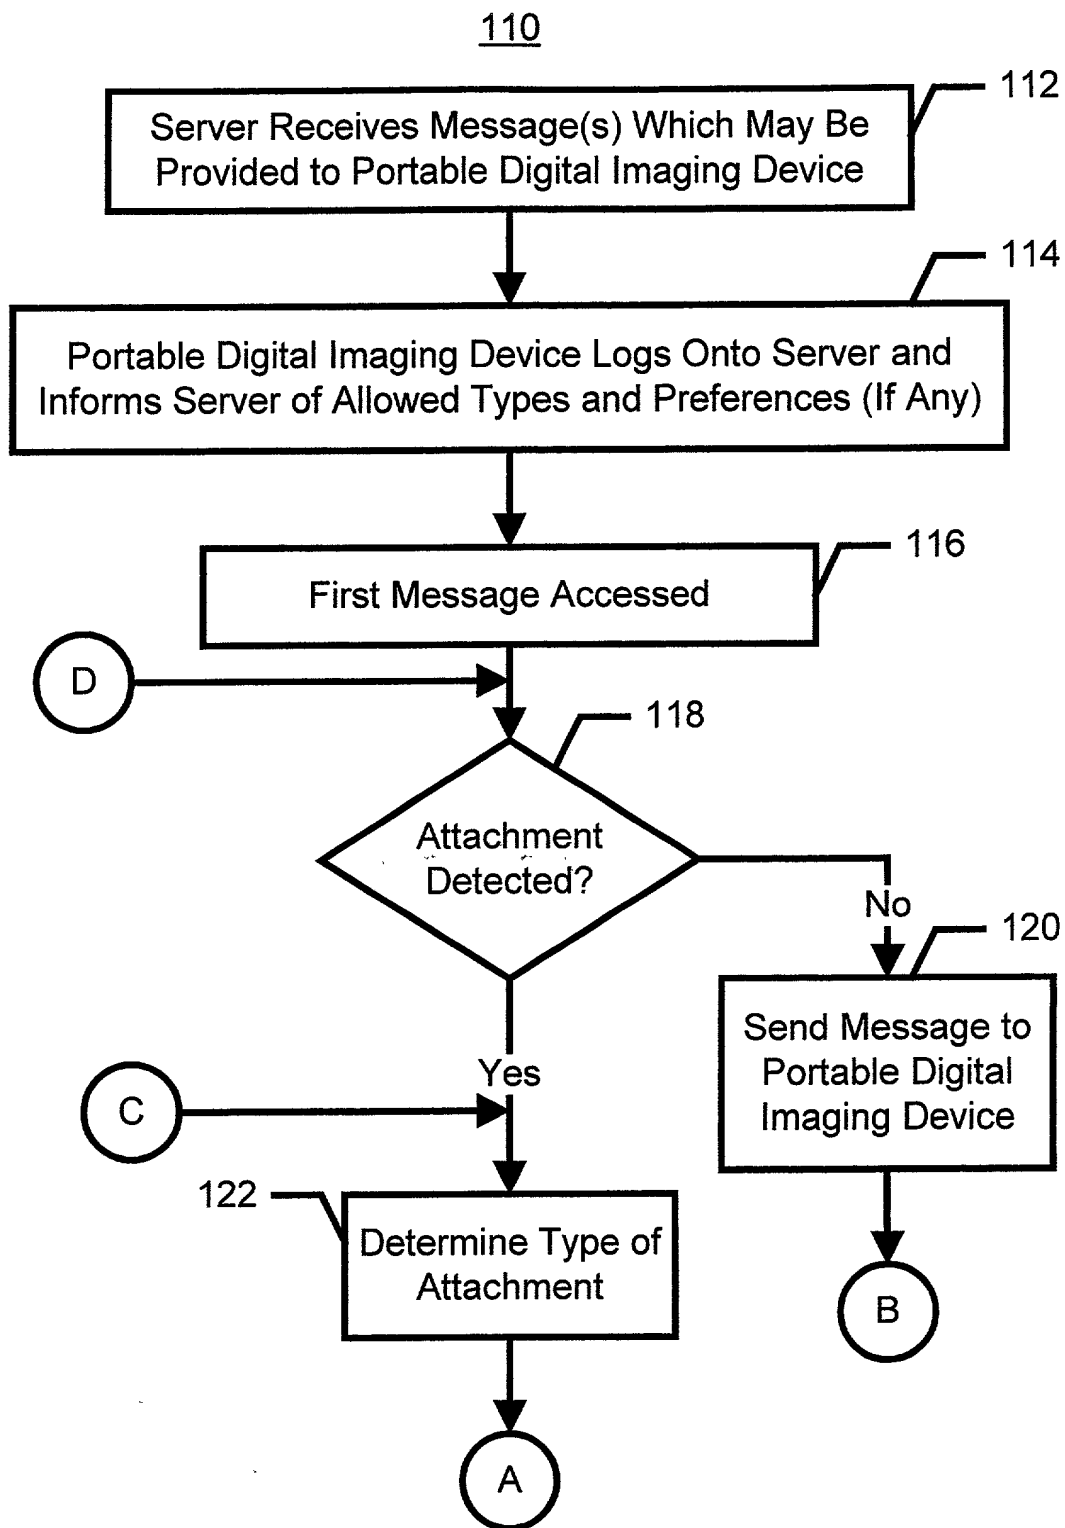 110
112
Server Receives Message(s) Which May Be
Provided to Portable Digital Imaging Device
114
Portable Digital Imaging Device Logs Onto Server and
Informs Server of Allowed Types and Preferences (If Any)
116
First Message Accessed
D
118
Attachment
Detected?
No
120
Send Message to
Portable Digital
Imaging Device
Yes
C
122
Determine Type of
Attachment
B
A